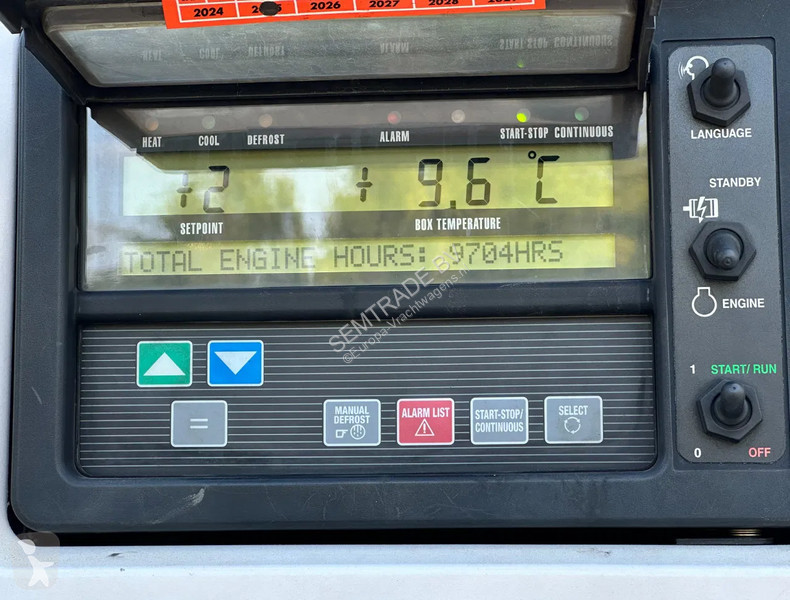 2024 2025 2026 2027 2028
HEAT COOL DEFROST ALARM START-STOP CONTINUOUS
LANGUAGE
+2 + 9.6 °C
STANDBY
SETPOINT BOX TEMPERATURE
TOTAL ENGINE HOURS: 9704HRS
SEMTRADE B
©Europa-Vrachtwagens.n
ENGINE
1 START/ RUN
=
MANUAL DEFROST
ALARM LIST
START-STOP/ CONTINUOUS
SELECT
0 OFF